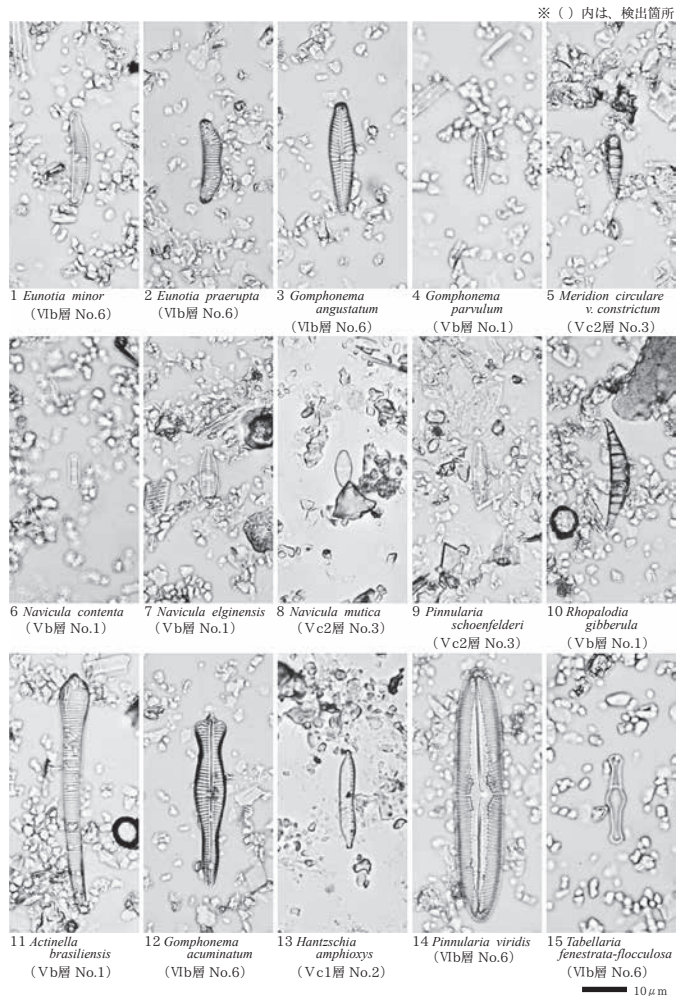 ※（ ）内は、検出箇所
1 Eunotia minor
（Ⅵb層 No.6）
2 Eunotia praerupta
（Ⅵb層 No.6）
3 Gomphonema
angustatum
（Ⅵb層 No.6）
4 Gomphonema
parvulum
（Ⅴb層 No.1）
5 Meridion circulare
v. constrictum
（Ⅴc2層 No.3）
6 Navicula contenta
（Ⅴb層 No.1）
7 Navicula elginensis
（Ⅴb層 No.1）
8 Navicula mutica
（Ⅴc2層 No.3）
9 Pinnularia
schoenfelderi
（Ⅴc2層 No.3）
10 Rhopalodia
gibberula
（Ⅴb層 No.1）
11 Actinella
brasiliensis
（Ⅴb層 No.1）
12 Gomphonema
acuminatum
（Ⅵb層 No.6）
13 Hantzschia
amphioxys
（Ⅴc1層 No.2）
14 Pinnularia viridis
（Ⅵb層 No.6）
15 Tabellaria
fenestrata-flocculosa
（Ⅵb層 No.6）
10μm